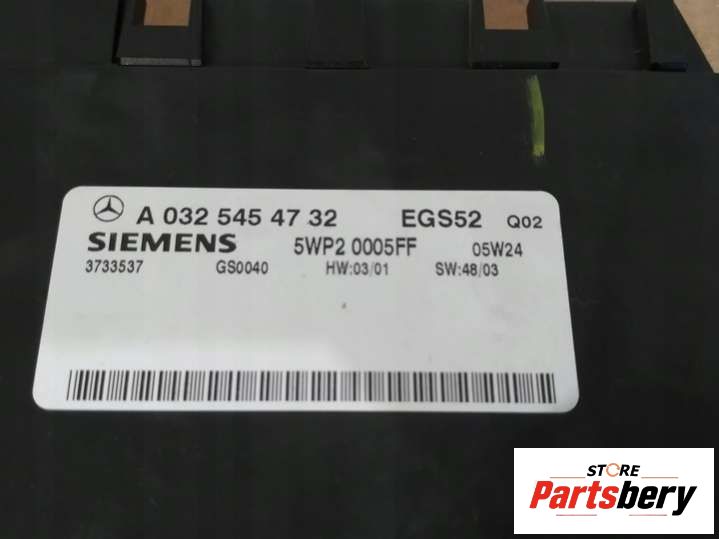 A 032 545 47 32 EGS52 Q02
SIEMENS 5WP2 0005FF 05W24
3733537 GS0040 HW:03/01 SW:48/03
STORE
Partsbery